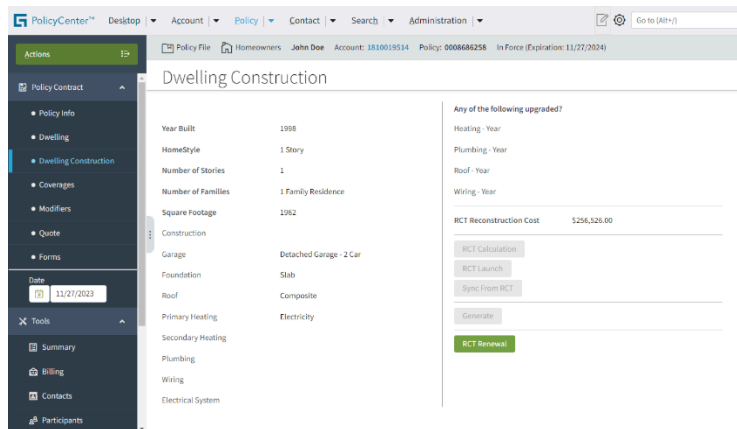 PolicyCenter™ Desktop Account Policy Contact Search Administration Go to (Alt+/)
Actions
Policy File Homeowners John Doe Account: 1810019514 Policy: 0008686258 In Force (Expiration: 11/27/2024)
Policy Contract
Policy Info
Dwelling
Dwelling Construction
Coverages
Modifiers
Quote
Forms
Date
11/27/2023
Tools
Summary
Billing
Contacts
Participants
Dwelling Construction
Year Built 1998
HomeStyle 1 Story
Number of Stories 1
Number of Families 1 Family Residence
Square Footage 1962
Construction
Garage Detached Garage - 2 Car
Foundation Slab
Roof Composite
Primary Heating Electricity
Secondary Heating
Plumbing
Wiring
Electrical System
Any of the following upgraded?
Heating - Year
Plumbing - Year
Roof - Year
Wiring - Year
RCT Reconstruction Cost $256,526.00
RCT Calculation
RCT Launch
Sync From RCT
Generate
RCT Renewal